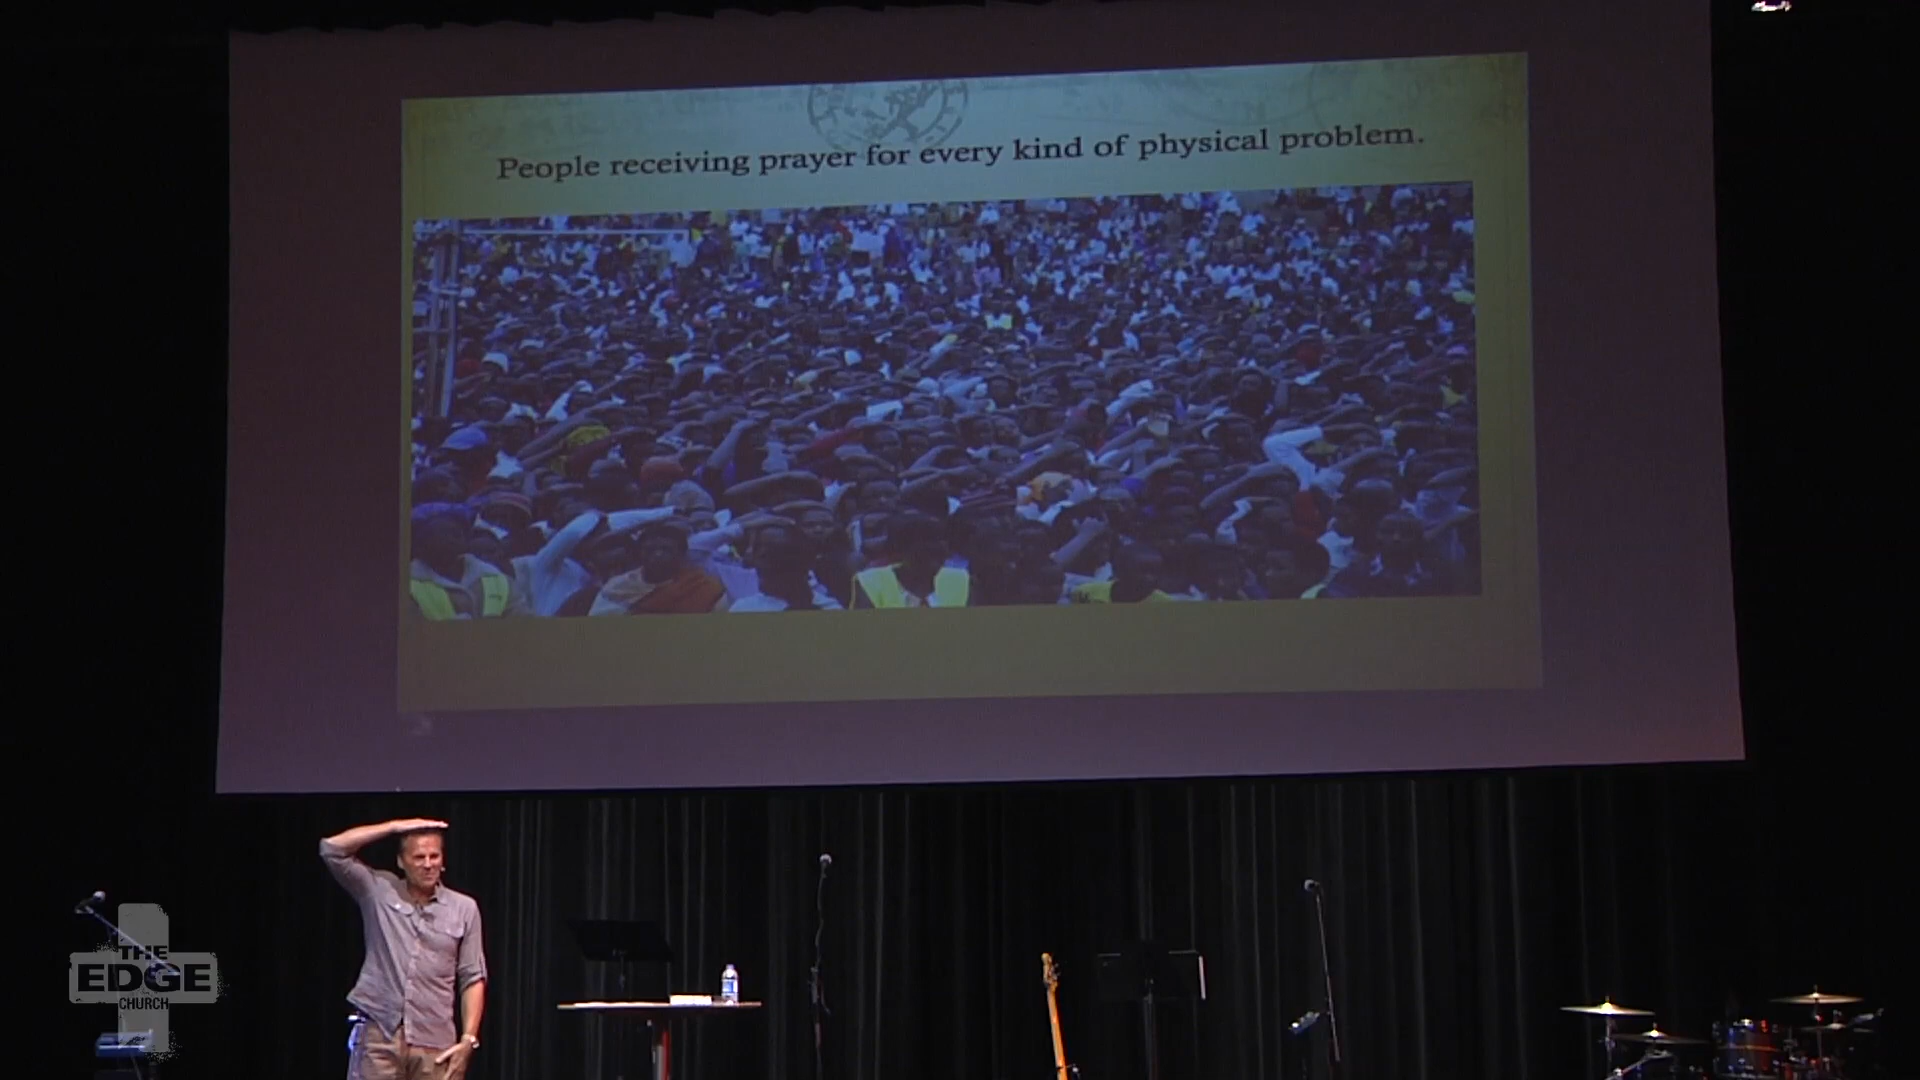 People receiving prayer for every kind of physical problem.
THE
EDGE
CHURCH